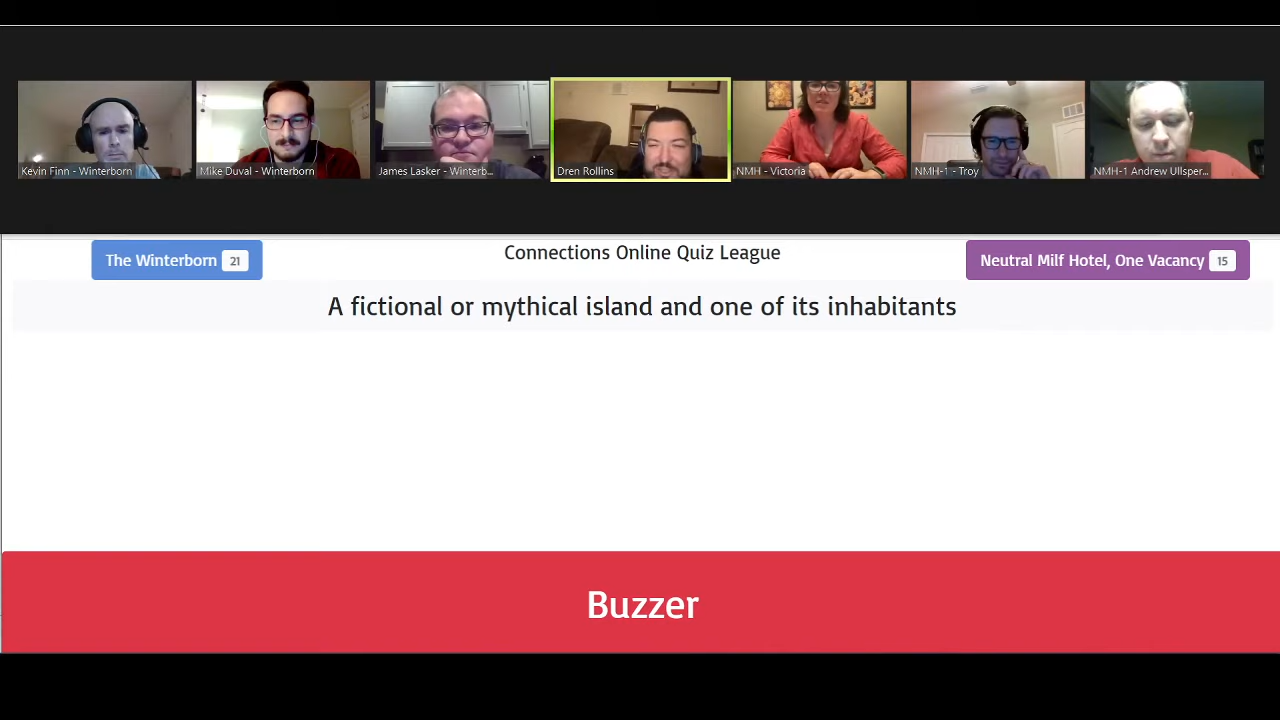 Kevin Finn - Winterborn
Mike Duval - Winterborn
James Lasker - Winterb...
Dren Rollins
NMH - Victoria
NMH-1 - Troy
NMH-1 Andrew Ullsper...
The Winterborn 21
Connections Online Quiz League
Neutral Milf Hotel, One Vacancy 15
A fictional or mythical island and one of its inhabitants
Buzzer